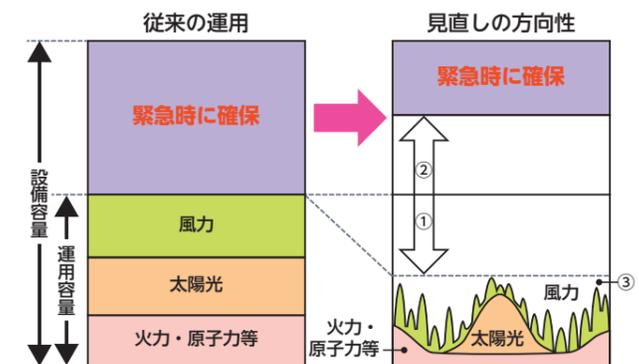 従来の運用
見直しの方向性
緊急時に確保
緊急時に確保
②
設備容量
①
風力
運用容量
太陽光
風力
③
火力・原子力等
火力・
原子力等
太陽光